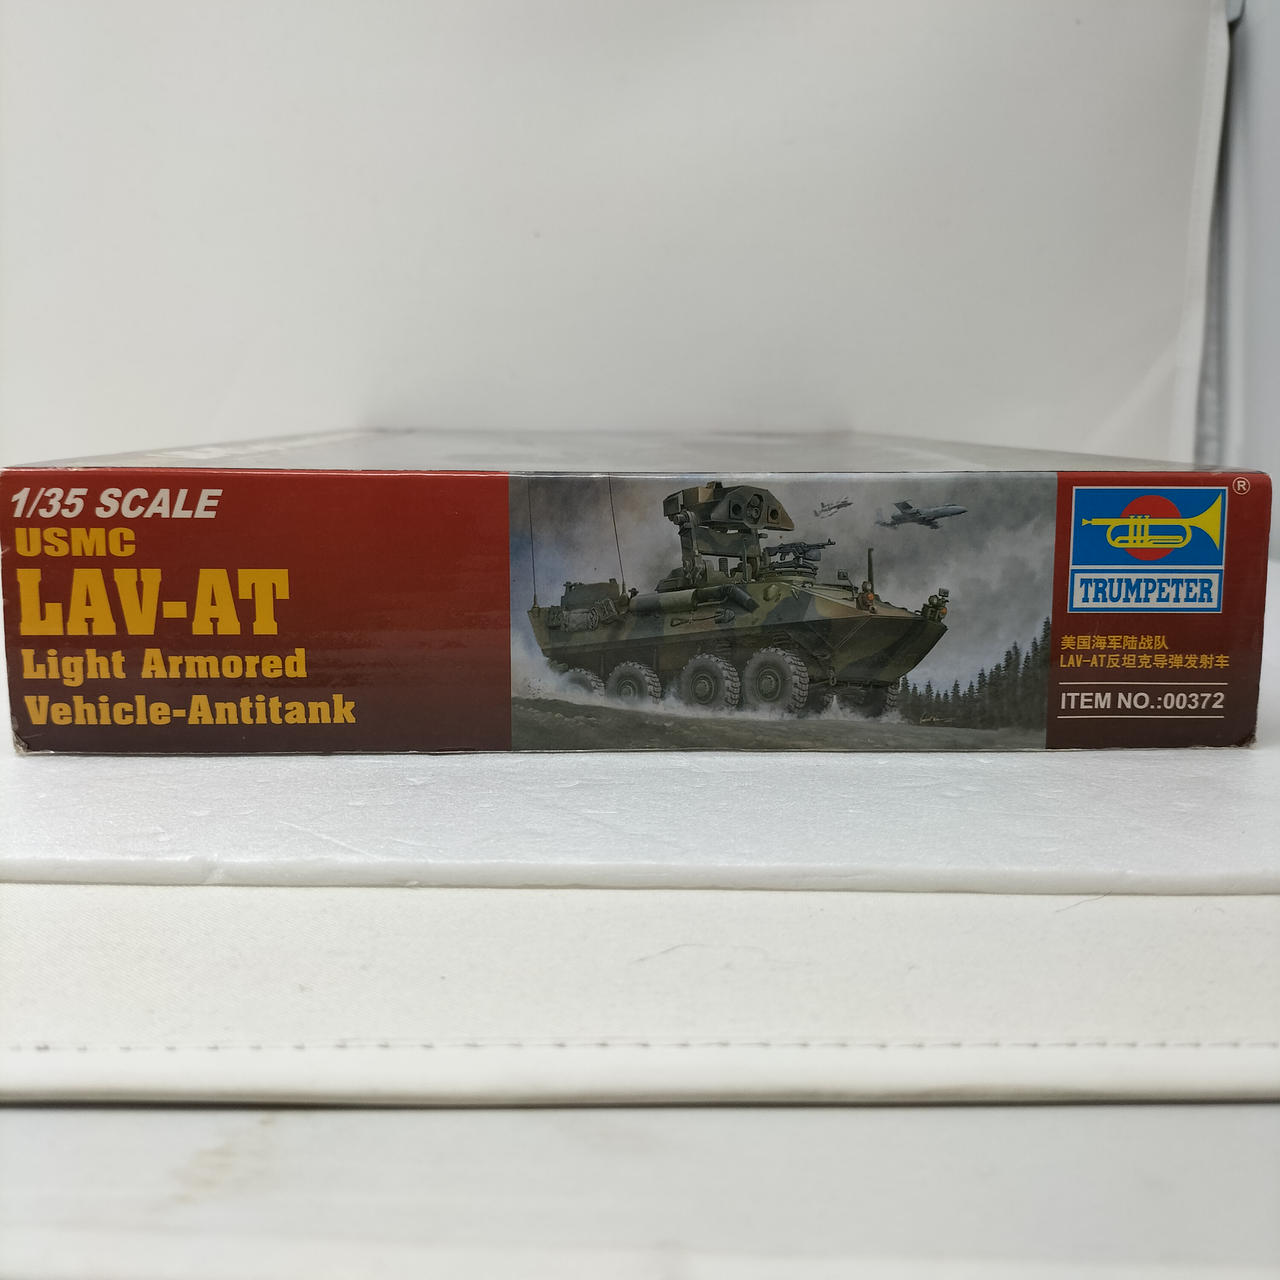 1/35 SCALE
USMC
LAV-AT
Light Armored
Vehicle-Antitank
®
TRUMPETER
美国海军陆战队
LAV-AT反坦克导弹发射车
ITEM NO.:00372